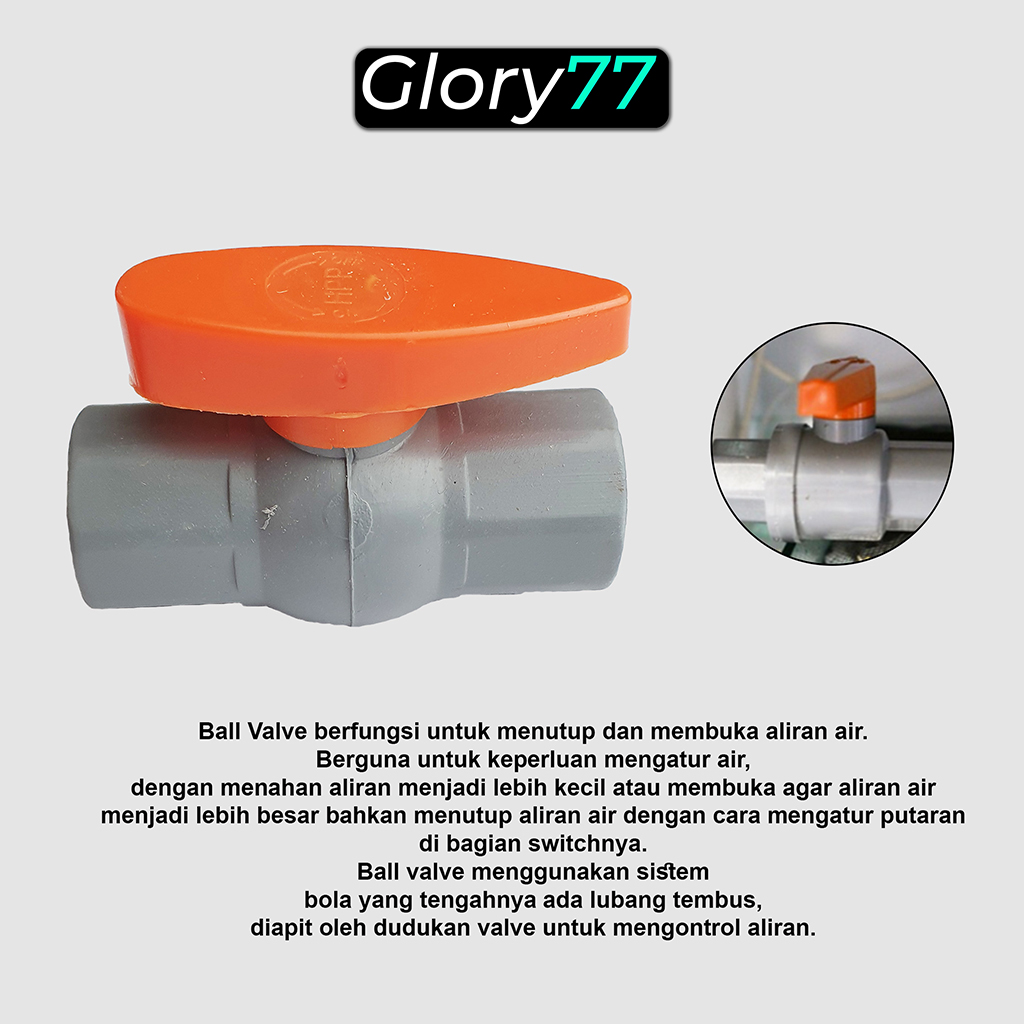 Glory77
Ball Valve berfungsi untuk menutup dan membuka aliran air.
Berguna untuk keperluan mengatur air,
dengan menahan aliran menjadi lebih kecil atau membuka agar aliran air
menjadi lebih besar bahkan menutup aliran air dengan cara mengatur putaran
di bagian switchnya.
Ball valve menggunakan sistem
bola yang tengahnya ada lubang tembus,
diapit oleh dudukan valve untuk mengontrol aliran.